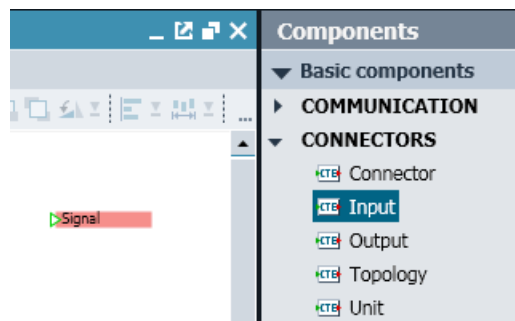 Components
Basic components
COMMUNICATION
CONNECTORS
Connector
Input
Output
Topology
Unit
Signal